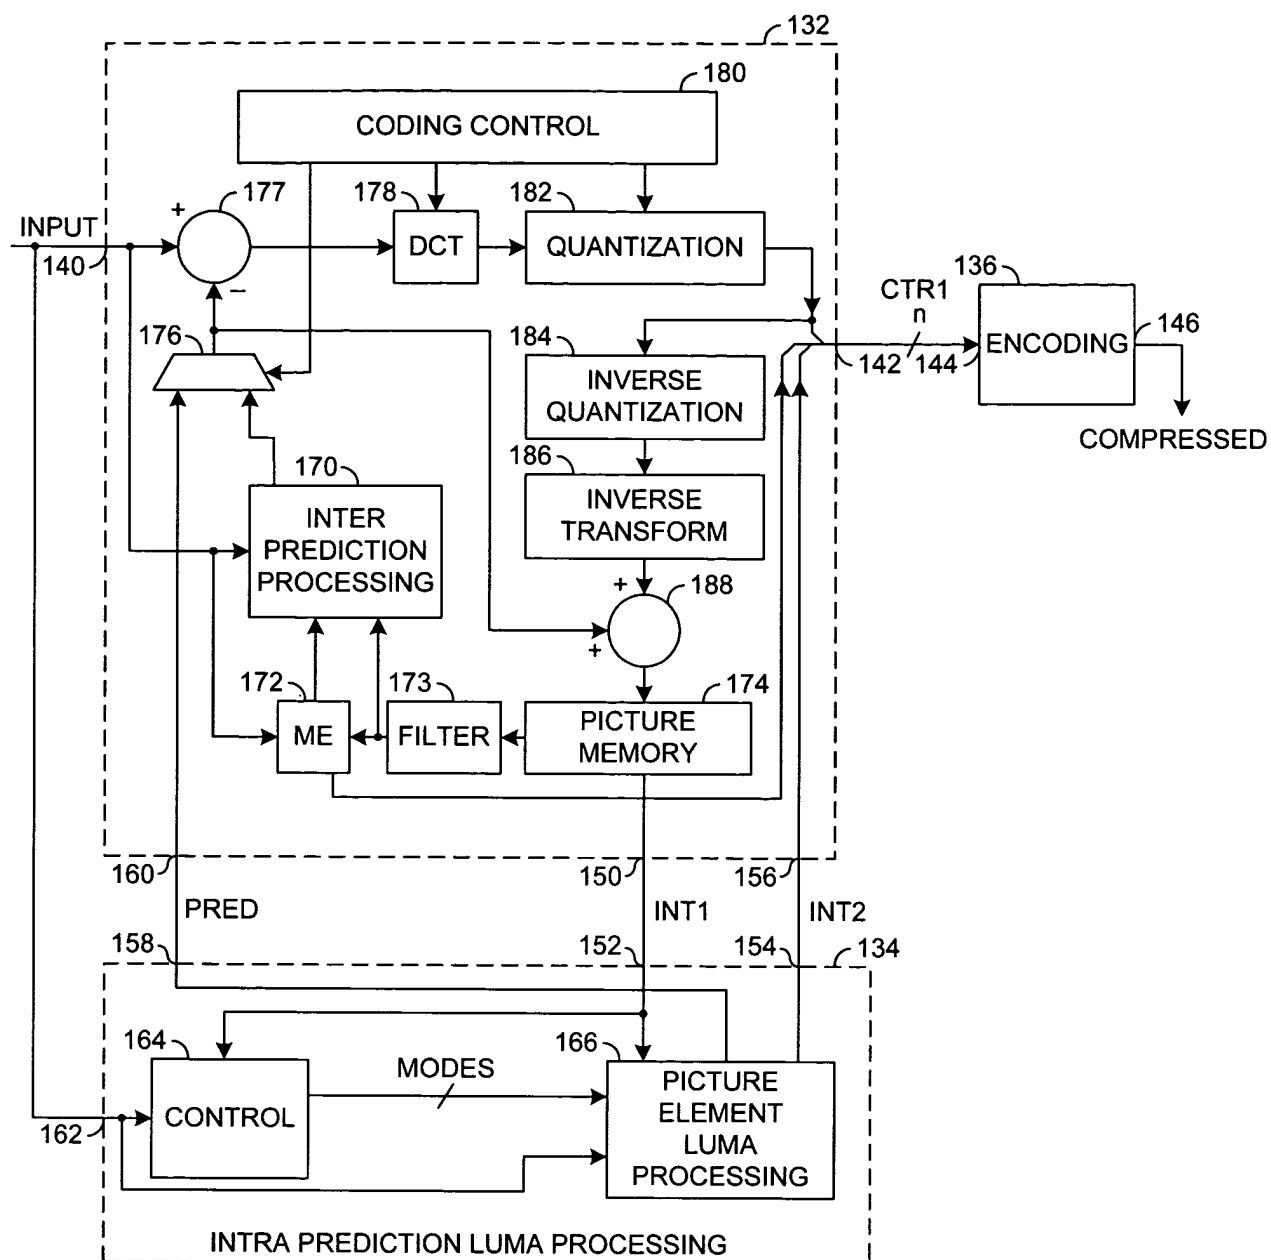 132
180
CODING CONTROL
177
178
182
INPUT
+
140
DCT
QUANTIZATION
−
136
CTR1
n
176
184
142
144
ENCODING
146
INVERSE
QUANTIZATION
COMPRESSED
186
170
INVERSE
TRANSFORM
INTER
PREDICTION
PROCESSING
+
188
+
172
173
174
ME
FILTER
PICTURE
MEMORY
160
150
156
PRED
INT1
INT2
158
152
154
134
164
166
MODES
CONTROL
PICTURE
ELEMENT
LUMA
PROCESSING
162
INTRA PREDICTION LUMA PROCESSING